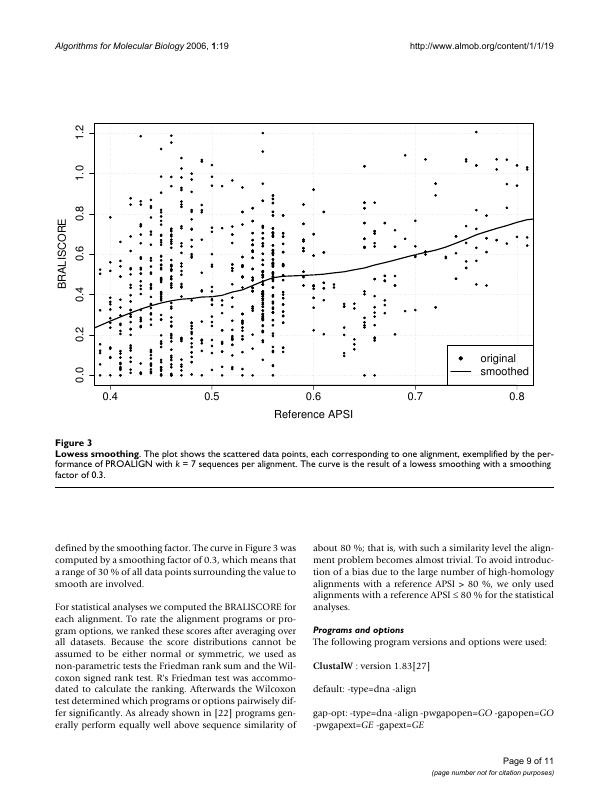 Algorithms for Molecular Biology 2006, 1:19
http://www.almob.org/content/1/1/19
BRALISCORE
1.2
1.0
0.8
0.6
0.4
0.2
0.0
original
smoothed
0.4 0.5 0.6 0.7 0.8
Reference APSI
Figure 3
Lowess smoothing. The plot shows the scattered data points, each corresponding to one alignment, exemplified by the per-
formance of PROALIGN with k = 7 sequences per alignment. The curve is the result of a lowess smoothing with a smoothing
factor of 0.3.
defined by the smoothing factor. The curve in Figure 3 was
computed by a smoothing factor of 0.3, which means that
a range of 30 % of all data points surrounding the value to
smooth are involved.
For statistical analyses we computed the BRALISCORE for
each alignment. To rate the alignment programs or pro-
gram options, we ranked these scores after averaging over
all datasets. Because the score distributions cannot be
assumed to be either normal or symmetric, we used as
non-parametric tests the Friedman rank sum and the Wil-
coxon signed rank test. R's Friedman test was accommo-
dated to calculate the ranking. Afterwards the Wilcoxon
test determined which programs or options pairwisely dif-
fer significantly. As already shown in [22] programs gen-
erally perform equally well above sequence similarity of
about 80 %; that is, with such a similarity level the align-
ment problem becomes almost trivial. To avoid introduc-
tion of a bias due to the large number of high-homology
alignments with a reference APSI > 80 %, we only used
alignments with a reference APSI ≤ 80 % for the statistical
analyses.
Programs and options
The following program versions and options were used:
ClustalW : version 1.83[27]
default: -type=dna -align
gap-opt: -type=dna -align -pwgapopen=GO -gapopen=GO
-pwgapext=GE -gapext=GE
Page 9 of 11
(page number not for citation purposes)